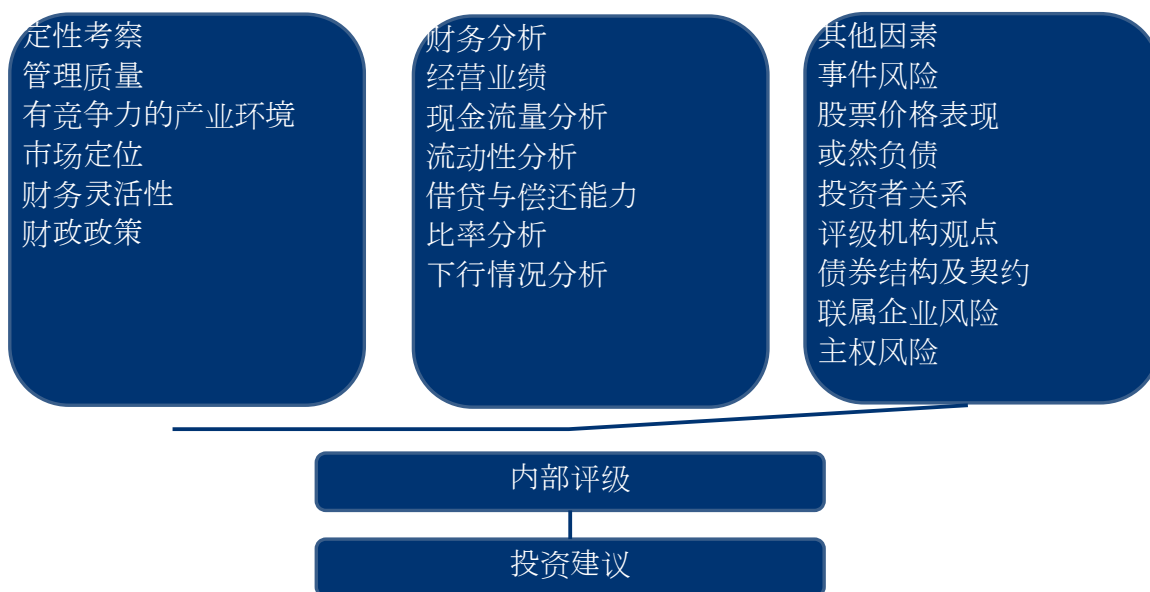 定性考察
管理质量
有竞争力的产业环境
市场定位
财务灵活性
财政政策
财务分析
经营业绩
现金流量分析
流动性分析
借贷与偿还能力
比率分析
下行情况分析
其他因素
事件风险
股票价格表现
或然负债
投资者关系
评级机构观点
债券结构及契约
联属企业风险
主权风险
内部评级
投资建议